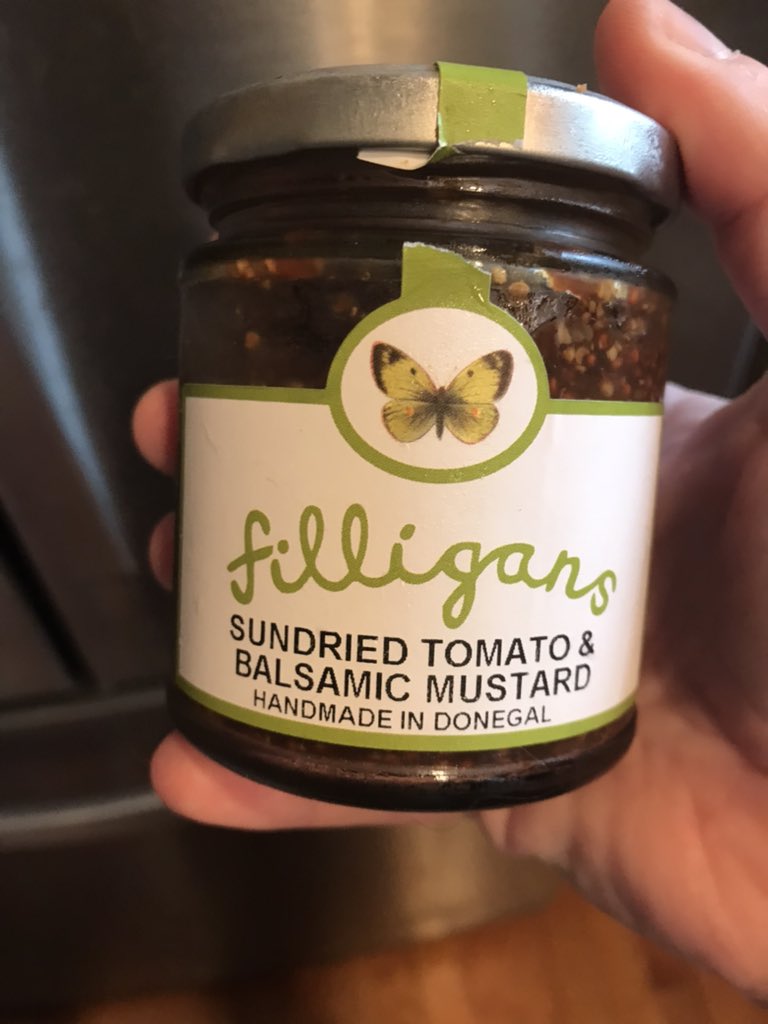 filligans
SUNDRIED TOMATO &
BALSAMIC MUSTARD
HANDMADE IN DONEGAL